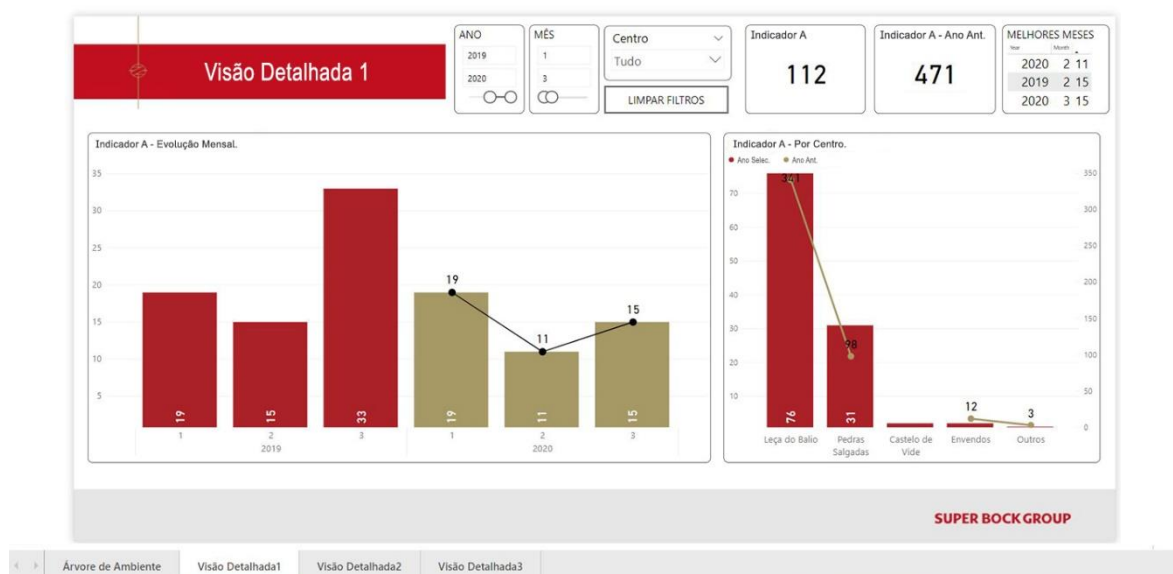 Visão Detalhada 1
ANO
2019
2020
MÊS
1
3
Centro
Tudo
LIMPAR FILTROS
Indicador A
112
Indicador A - Ano Ant.
471
MELHORES MESES
Year Month
2020 2 11
2019 2 15
2020 3 15
Indicador A - Evolução Mensal.
35
30
25
20
15
10
5
19
15
33
19
11
15
19
11
15
1 2 3 1 2 3
2019 2020
Indicador A - Por Centro.
Ano Selec. Ano Ant.
70
60
50
40
30
20
10
350
300
250
200
150
100
50
0
341
98
12
3
76
31
Leça do Balio Pedras Salgadas Castelo de Vide Envendos Outros
SUPER BOCK GROUP
Árvore de Ambiente Visão Detalhada1 Visão Detalhada2 Visão Detalhada3